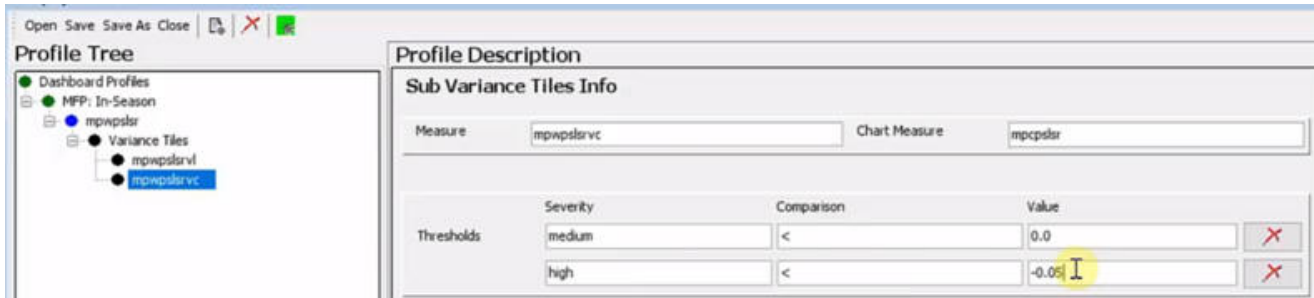 Open Save Save As Close
Profile Tree
Dashboard Profiles
MFP: In-Season
mpwpslsr
Variance Tiles
mpwpslsrvl
mpwpslsrvc
Profile Description
Sub Variance Tiles Info
Measure mpwpslsrvc Chart Measure mpcpslsr
Severity Comparison Value
Thresholds medium < 0.0
high < -0.05